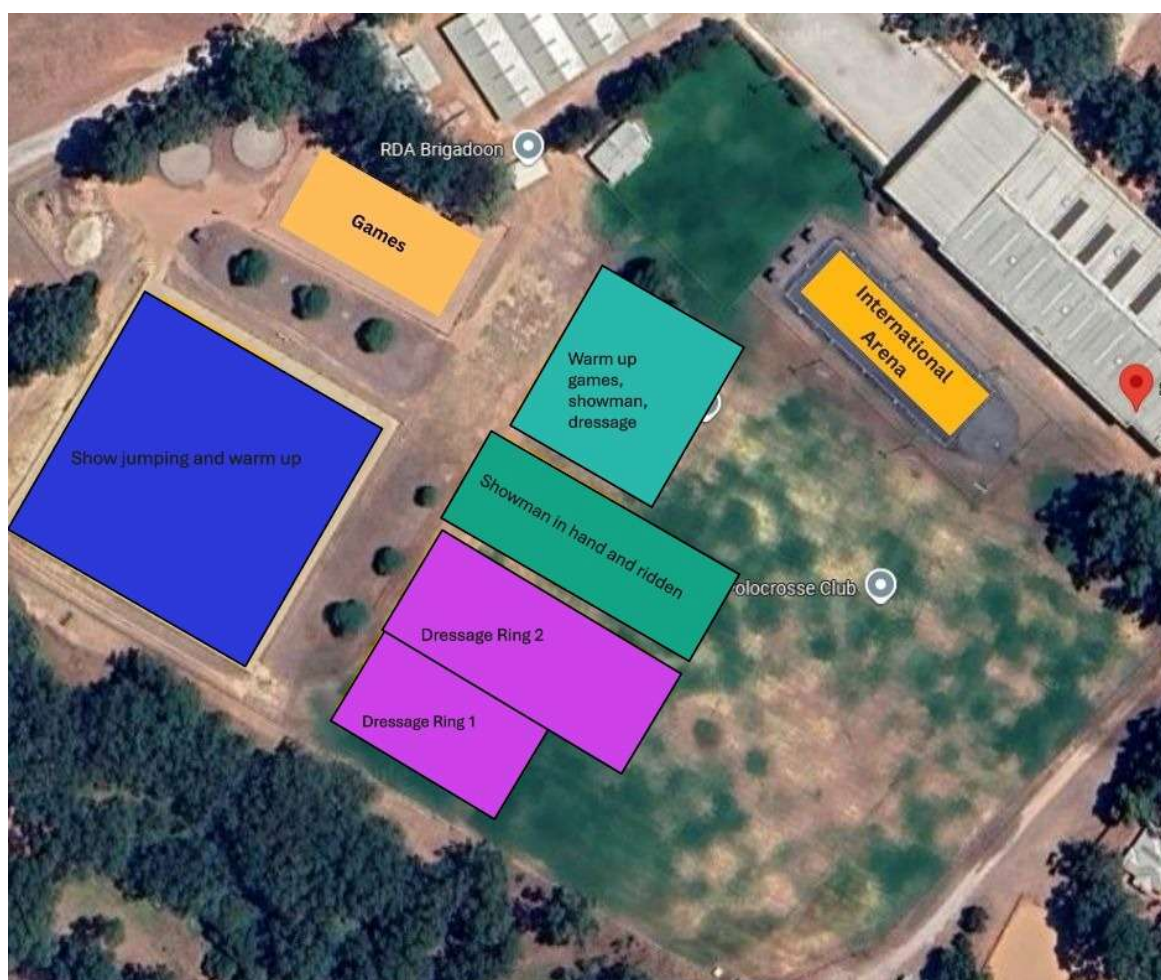 RDA Brigadoon
Games
International
Arena
Warm up
games,
showman,
dressage
Show jumping and warm up
Showman in hand and ridden
olocrosse Club
Dressage Ring 2
Dressage Ring 1